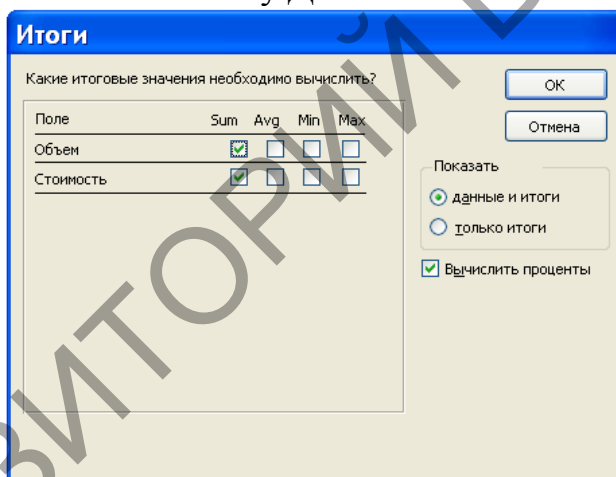 Итоги
Какие итоговые значения необходимо вычислить?
Поле Sum Avg Min Max
Объем
Стоимость
ОК
Отмена
Показать
данные и итоги
только итоги
Вычислить проценты